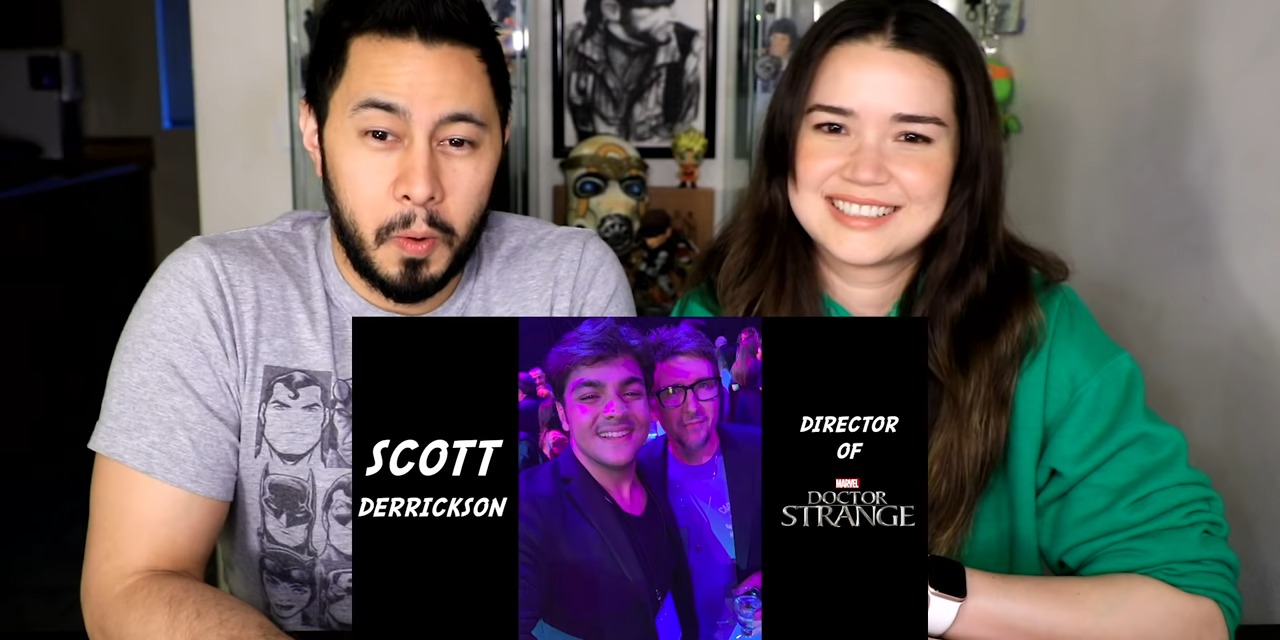 SCOTT
DERRICKSON
DIRECTOR
OF
MARVEL
DOCTOR
STRANGE